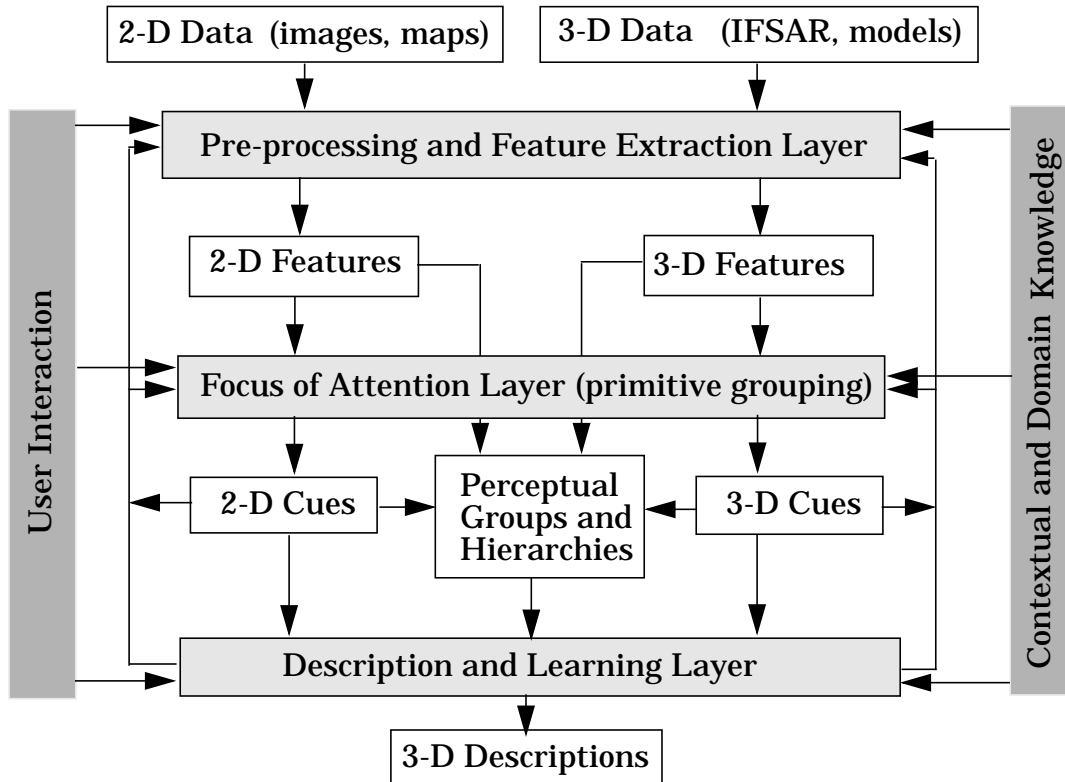 2-D Data (images, maps)
3-D Data (IFSAR, models)
Pre-processing and Feature Extraction Layer
2-D Features
3-D Features
User Interaction
Contextual and Domain Knowledge
Focus of Attention Layer (primitive grouping)
2-D Cues
Perceptual
Groups and
Hierarchies
3-D Cues
Description and Learning Layer
3-D Descriptions